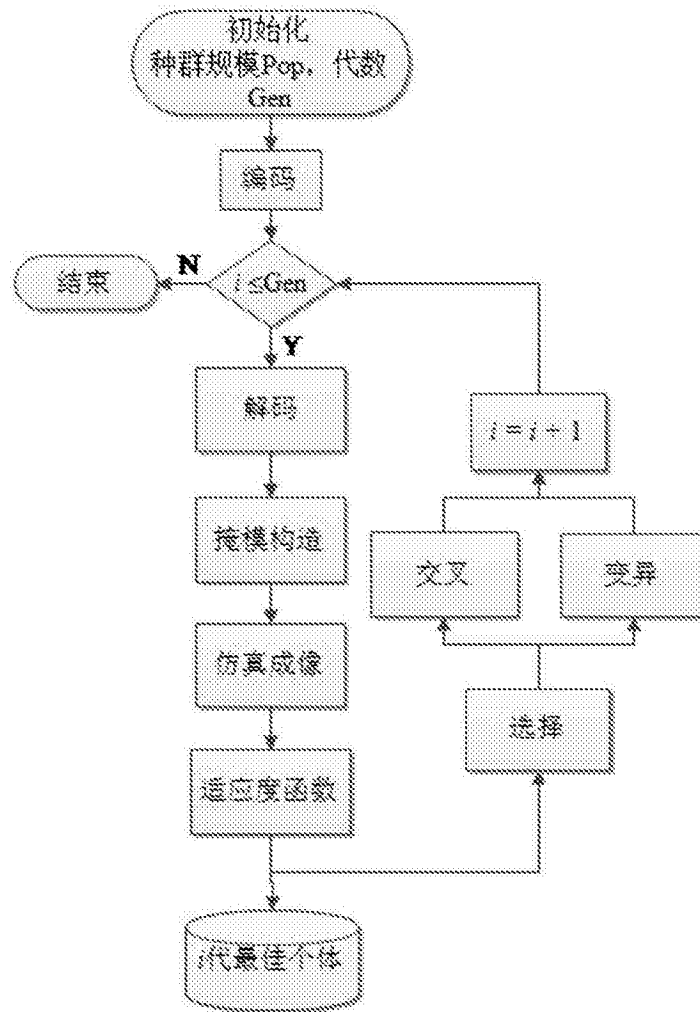 初始化
种群规模Pop，代数
Gen
编码
N
结束
i ≤Gen
Y
解码
i = i + 1
掩模构造
交叉
变异
仿真成像
选择
适应度函数
i代最佳个体